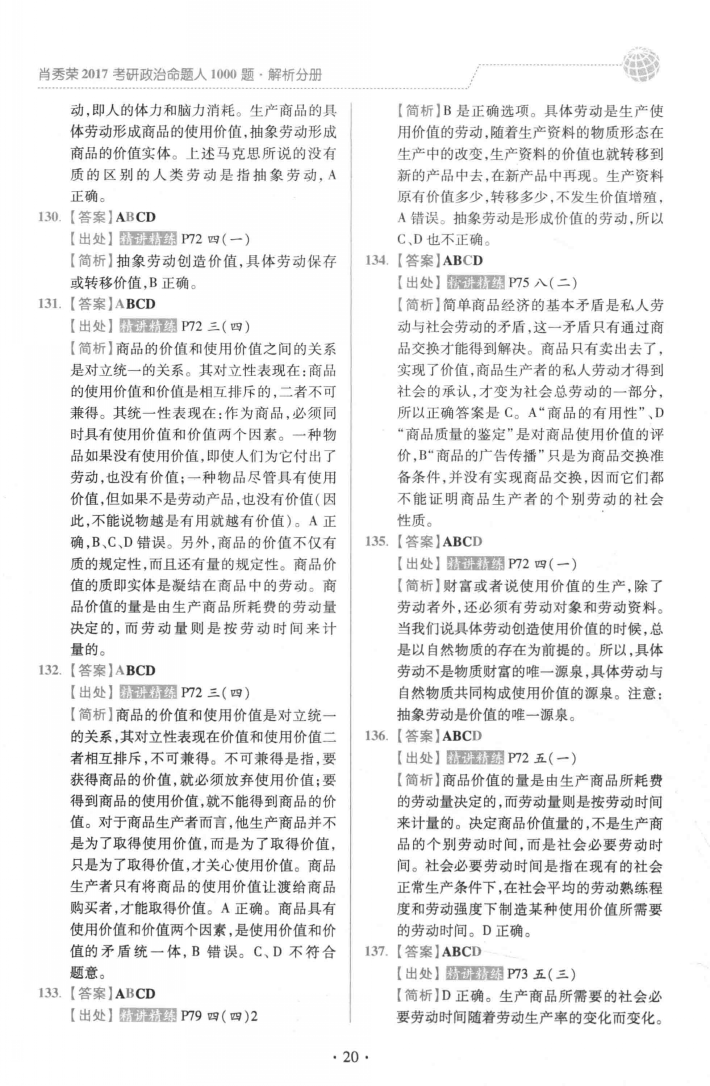 肖秀荣2017考研政治命题人1000题·解析分册
动,即人的体力和脑力消耗。生产商品的具
体劳动形成商品的使用价值,抽象劳动形成
商品的价值实体。上述马克思所说的没有
质的区别的人类劳动是指抽象劳动,A
正确。
130.【答案】ABCD
【出处】精讲精练 P72 四(一)
【简析】抽象劳动创造价值,具体劳动保存
或转移价值,B 正确。
131.【答案】ABCD
【出处】精讲精练 P72 三(四)
【简析】商品的价值和使用价值之间的关系
是对立统一的关系。其对立性表现在:商品
的使用价值和价值是相互排斥的,二者不可
兼得。其统一性表现在:作为商品,必须同
时具有使用价值和价值两个因素。一种物
品如果没有使用价值,即使人们为它付出了
劳动,也没有价值;一种物品尽管具有使用
价值,但如果不是劳动产品,也没有价值(因
此,不能说物越是有用就越有价值)。A 正
确,B、C、D 错误。另外,商品的价值不仅有
质的规定性,而且还有量的规定性。商品价
值的质即实体是凝结在商品中的劳动。商
品价值的量是由生产商品所耗费的劳动量
决定的,而劳动量则是按劳动时间来计
量的。
132.【答案】ABCD
【出处】精讲精练 P72 三(四)
【简析】商品的价值和使用价值是对立统一
的关系,其对立性表现在价值和使用价值二
者相互排斥,不可兼得。不可兼得是指,要
获得商品的价值,就必须放弃使用价值;要
得到商品的使用价值,就不能得到商品的价
值。对于商品生产者而言,他生产商品并不
是为了取得使用价值,而是为了取得价值,
只是为了取得价值,才关心使用价值。商品
生产者只有将商品的使用价值让渡给商品
购买者,才能取得价值。A 正确。商品具有
使用价值和价值两个因素,是使用价值和价
值的矛盾统一体,B 错误。C、D 不符合
题意。
133.【答案】ABCD
【出处】精讲精练 P79 四(四)2
【简析】B 是正确选项。具体劳动是生产使
用价值的劳动,随着生产资料的物质形态在
生产中的改变,生产资料的价值也就转移到
新的产品中去,在新产品中再现。生产资料
原有价值多少,转移多少,不发生价值增殖,
A 错误。抽象劳动是形成价值的劳动,所以
C、D 也不正确。
134.【答案】ABCD
【出处】精讲精练 P75 八(二)
【简析】简单商品经济的基本矛盾是私人劳
动与社会劳动的矛盾,这一矛盾只有通过商
品交换才能得到解决。商品只有卖出去了,
实现了价值,商品生产者的私人劳动才得到
社会的承认,才变为社会总劳动的一部分,
所以正确答案是 C。A“商品的有用性”、D
“商品质量的鉴定”是对商品使用价值的评
价,B“商品的广告传播”只是为商品交换准
备条件,并没有实现商品交换,因而它们都
不能证明商品生产者的个别劳动的社会
性质。
135.【答案】ABCD
【出处】精讲精练 P72 四(一)
【简析】财富或者说使用价值的生产,除了
劳动者外,还必须有劳动对象和劳动资料。
当我们说具体劳动创造使用价值的时候,总
是以自然物质的存在为前提的。所以,具体
劳动不是物质财富的唯一源泉,具体劳动与
自然物质共同构成使用价值的源泉。注意:
抽象劳动是价值的唯一源泉。
136.【答案】ABCD
【出处】精讲精练 P72 五(一)
【简析】商品价值的量是由生产商品所耗费
的劳动量决定的,而劳动量则是按劳动时间
来计量的。决定商品价值量的,不是生产商
品的个别劳动时间,而是社会必要劳动时
间。社会必要劳动时间是指在现有的社会
正常生产条件下,在社会平均的劳动熟练程
度和劳动强度下制造某种使用价值所需要
的劳动时间。D 正确。
137.【答案】ABCD
【出处】精讲精练 P73 五(三)
【简析】D 正确。生产商品所需要的社会必
要劳动时间随着劳动生产率的变化而变化。
· 20 ·